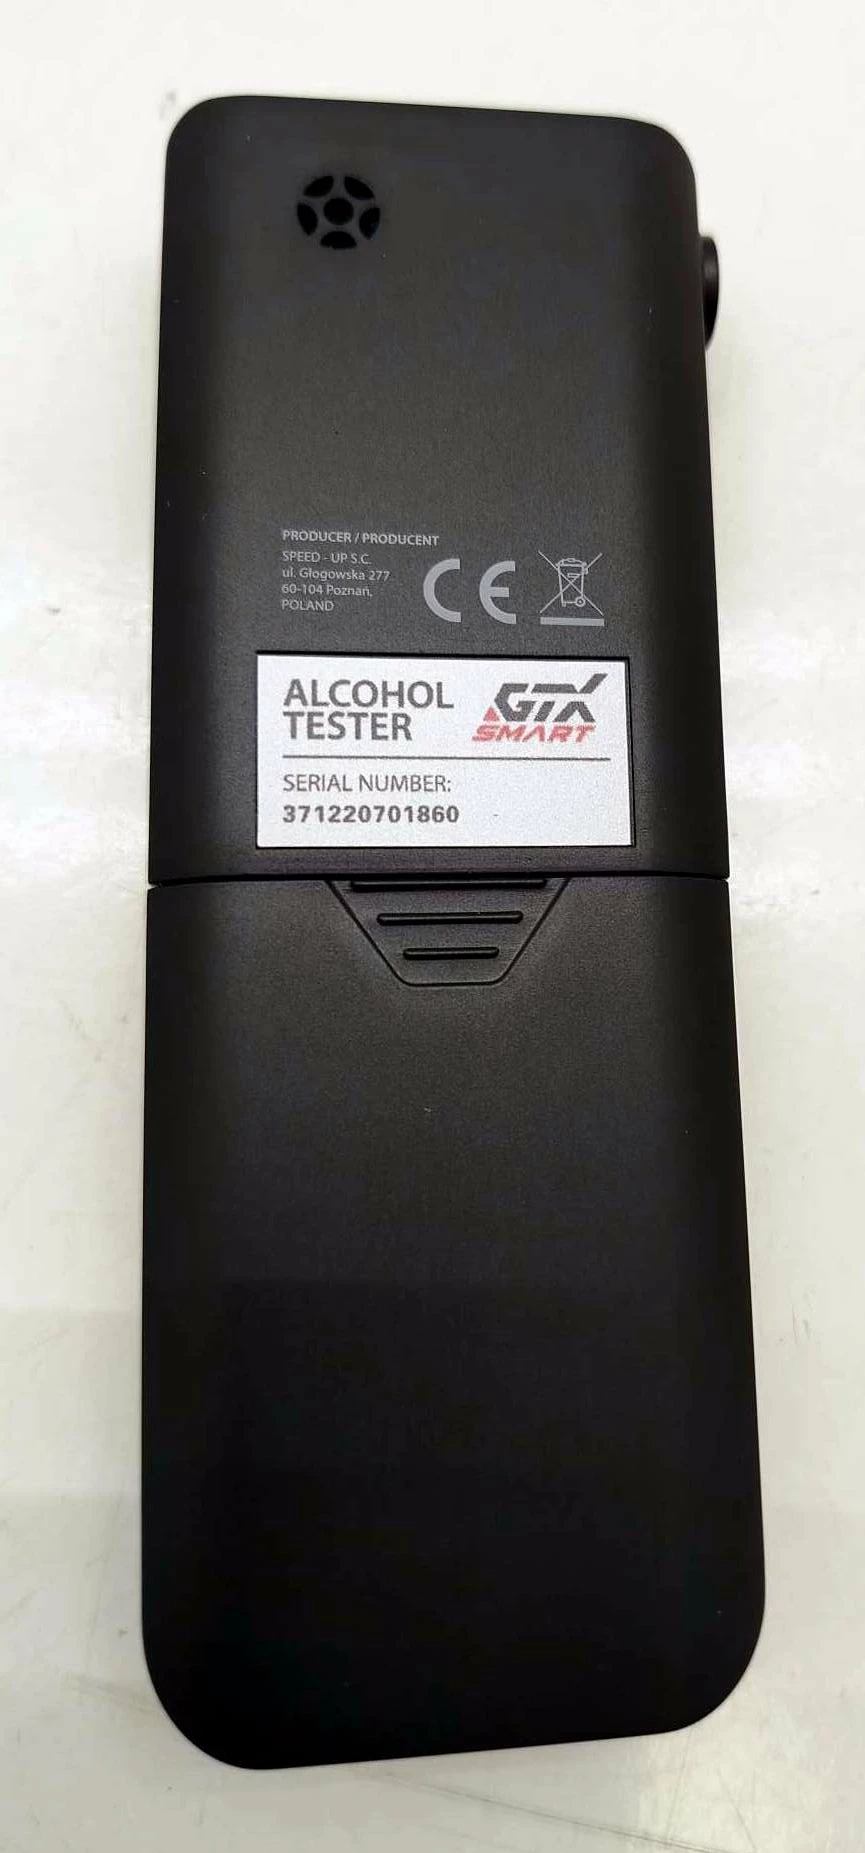 PRODUCER / PRODUCENT
SPEED - UP S.C.
ul. Głogowska 277
60-104 Poznań,
POLAND
CE
ALCOHOL
TESTER
GTX
SMART
SERIAL NUMBER:
371220701860